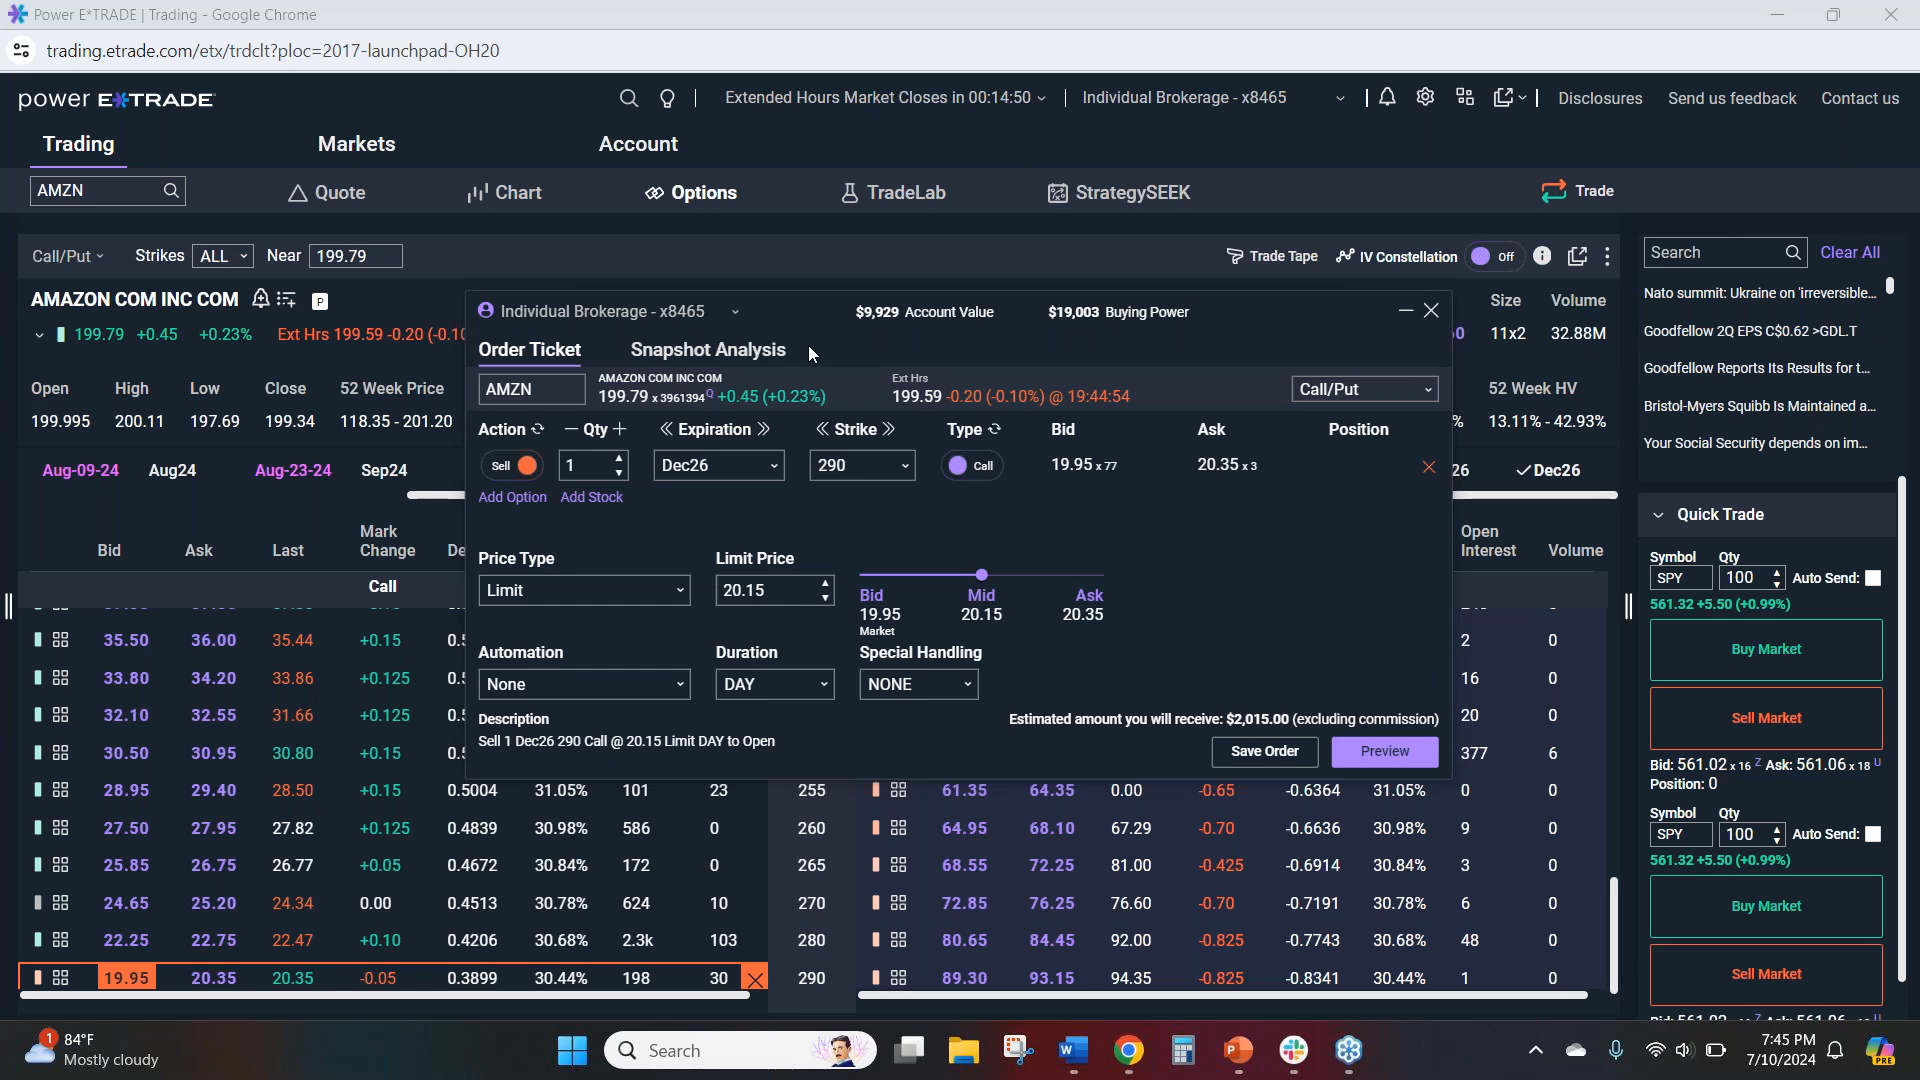 Power E*TRADE | Trading - Google Chrome
trading.etrade.com/etx/trdclt?ploc=2017-launchpad-OH20
power E*TRADE
Extended Hours Market Closes in 00:14:50
Individual Brokerage - x8465
Disclosures
Send us feedback
Contact us
Trading
Markets
Account
AMZN
Quote
Chart
Options
TradeLab
StrategySEEK
Trade
Call/Put
Strikes ALL
Near 199.79
Trade Tape
IV Constellation Off
Search
Clear All
AMAZON COM INC COM P
199.79 +0.45 +0.23% Ext Hrs 199.59 -0.20 (-0.10
Size Volume
11x2 32.88M
Open High Low Close 52 Week Price
199.995 200.11 197.69 199.34 118.35 - 201.20
52 Week HV
13.11% - 42.93%
Aug-09-24 Aug24 Aug-23-24 Sep24
26 Dec26
Individual Brokerage - x8465
$9,929 Account Value
$19,003 Buying Power
Order Ticket
Snapshot Analysis
AMZN
AMAZON COM INC COM
199.79 x 3961394 Q +0.45 (+0.23%)
Ext Hrs
199.59 -0.20 (-0.10%) @ 19:44:54
Call/Put
Action Qty Expiration Strike Type Bid Ask Position
Sell 1 Dec26 290 Call 19.95 x 77 20.35 x 3
Add Option Add Stock
Price Type
Limit
Limit Price
20.15
Bid Mid Ask
19.95 20.15 20.35
Market
Automation
None
Duration
DAY
Special Handling
NONE
Description
Sell 1 Dec26 290 Call @ 20.15 Limit DAY to Open
Estimated amount you will receive: $2,015.00 (excluding commission)
Save Order
Preview
Bid Ask Last Mark Change De
Open Interest Volume
Call
35.50 36.00 35.44 +0.15 0.5
2 0
33.80 34.20 33.86 +0.125 0.5
16 0
32.10 32.55 31.66 +0.125 0.5
20 0
30.50 30.95 30.80 +0.15 0.5
377 6
28.95 29.40 28.50 +0.15 0.5004 31.05% 101 23 255 61.35 64.35 0.00 -0.65 -0.6364 31.05% 0 0
27.50 27.95 27.82 +0.125 0.4839 30.98% 586 0 260 64.95 68.10 67.29 -0.70 -0.6636 30.98% 9 0
25.85 26.75 26.77 +0.05 0.4672 30.84% 172 0 265 68.55 72.25 81.00 -0.425 -0.6914 30.84% 3 0
24.65 25.20 24.34 0.00 0.4513 30.78% 624 10 270 72.85 76.25 76.60 -0.70 -0.7191 30.78% 6 0
22.25 22.75 22.47 +0.10 0.4206 30.68% 2.3k 103 280 80.65 84.45 92.00 -0.825 -0.7743 30.68% 48 0
19.95 20.35 20.35 -0.05 0.3899 30.44% 198 30 290 89.30 93.15 94.35 -0.825 -0.8341 30.44% 1 0
Nato summit: Ukraine on 'irreversible...
Goodfellow 2Q EPS C$0.62 >GDL.T
Goodfellow Reports Its Results for t...
Bristol-Myers Squibb Is Maintained a...
Your Social Security depends on im...
Quick Trade
Symbol Qty
SPY 100 Auto Send:
561.32 +5.50 (+0.99%)
Buy Market
Sell Market
Bid: 561.02 x 16 Z Ask: 561.06 x 18 U
Position: 0
Symbol Qty
SPY 100 Auto Send:
561.32 +5.50 (+0.99%)
Buy Market
Sell Market
1 84°F
Mostly cloudy
Search
7:45 PM
7/10/2024
PRE